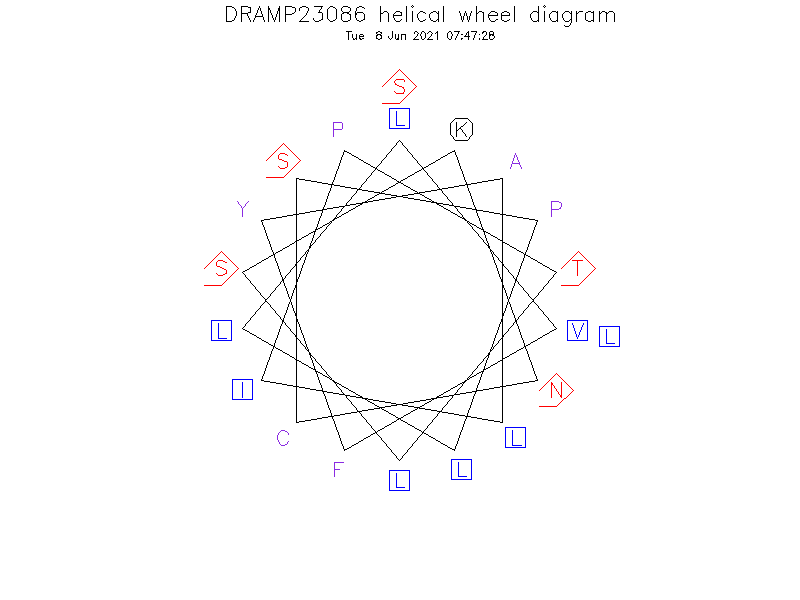 DRAMP23086 helical wheel diagram
Tue 8 Jun 2021 07:47:28
S
L
P K
S A
Y P
S T
L V L
I N
C L
F L
L